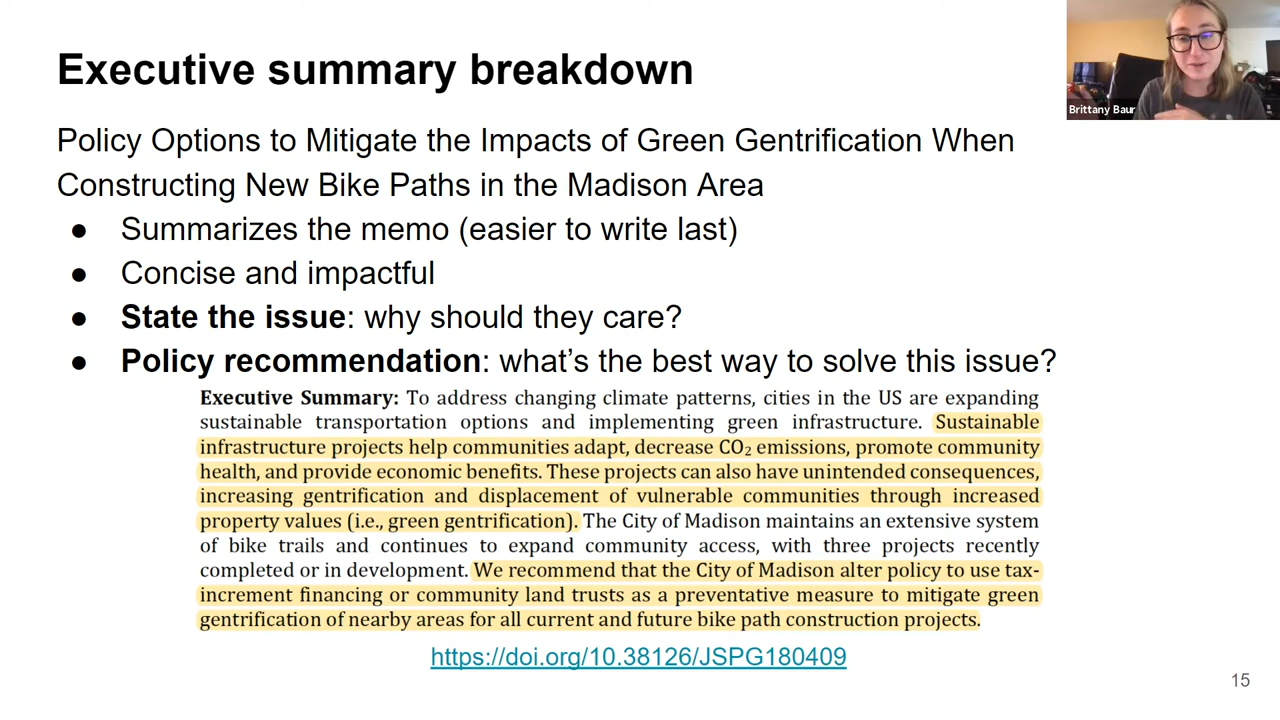 Executive summary breakdown
Brittany Baur
Policy Options to Mitigate the Impacts of Green Gentrification When
Constructing New Bike Paths in the Madison Area
● Summarizes the memo (easier to write last)
● Concise and impactful
● State the issue: why should they care?
● Policy recommendation: what’s the best way to solve this issue?
Executive Summary: To address changing climate patterns, cities in the US are expanding
sustainable transportation options and implementing green infrastructure. Sustainable
infrastructure projects help communities adapt, decrease CO₂ emissions, promote community
health, and provide economic benefits. These projects can also have unintended consequences,
increasing gentrification and displacement of vulnerable communities through increased
property values (i.e., green gentrification). The City of Madison maintains an extensive system
of bike trails and continues to expand community access, with three projects recently
completed or in development. We recommend that the City of Madison alter policy to use tax-
increment financing or community land trusts as a preventative measure to mitigate green
gentrification of nearby areas for all current and future bike path construction projects.
https://doi.org/10.38126/JSPG180409
15